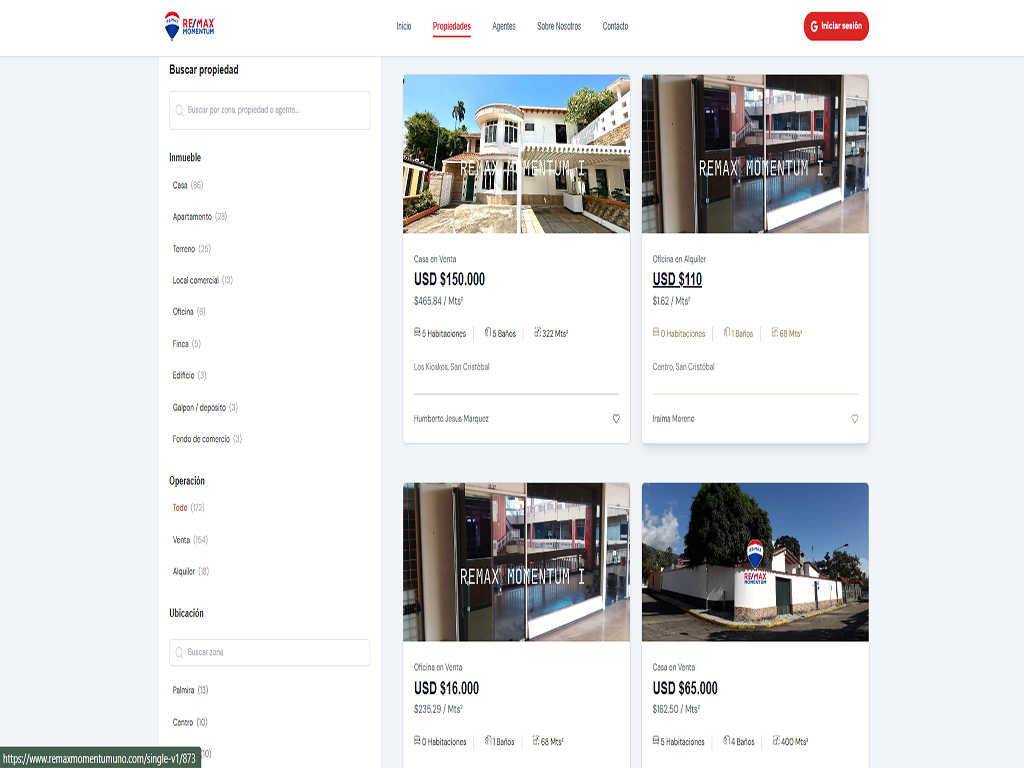 RE/MAX
MOMENTUM
Inicio
Propiedades
Agentes
Sobre Nosotros
Contacto
Iniciar sesión
Buscar propiedad
Buscar por zona, propiedad o agente...
Inmueble
Casa (86)
Apartamento (28)
Terreno (25)
Local comercial (13)
Oficina (6)
Finca (5)
Edificio (3)
Galpon / deposito (3)
Fondo de comercio (3)
Operación
Todo (172)
Venta (154)
Alquiler (18)
Ubicación
Buscar zona
Palmira (13)
Centro (10)
(10)
https://www.remaxmomentumuno.com/single-v1/873
REMAX MOMENTUM I
Casa en Venta
USD $150.000
$465.84 / Mts²
5 Habitaciones
5 Baños
322 Mts²
Los Kioskos, San Cristóbal
Humberto Jesus Marquez
REMAX MOMENTUM I
Oficina en Alquiler
USD $110
$1.62 / Mts²
0 Habitaciones
1 Baños
68 Mts²
Centro, San Cristóbal
Iraima Moreno
REMAX MOMENTUM I
Oficina en Venta
USD $16.000
$235.29 / Mts²
0 Habitaciones
1 Baños
68 Mts²
RE/MAX
MOMENTUM
Casa en Venta
USD $65.000
$162.50 / Mts²
5 Habitaciones
4 Baños
400 Mts²